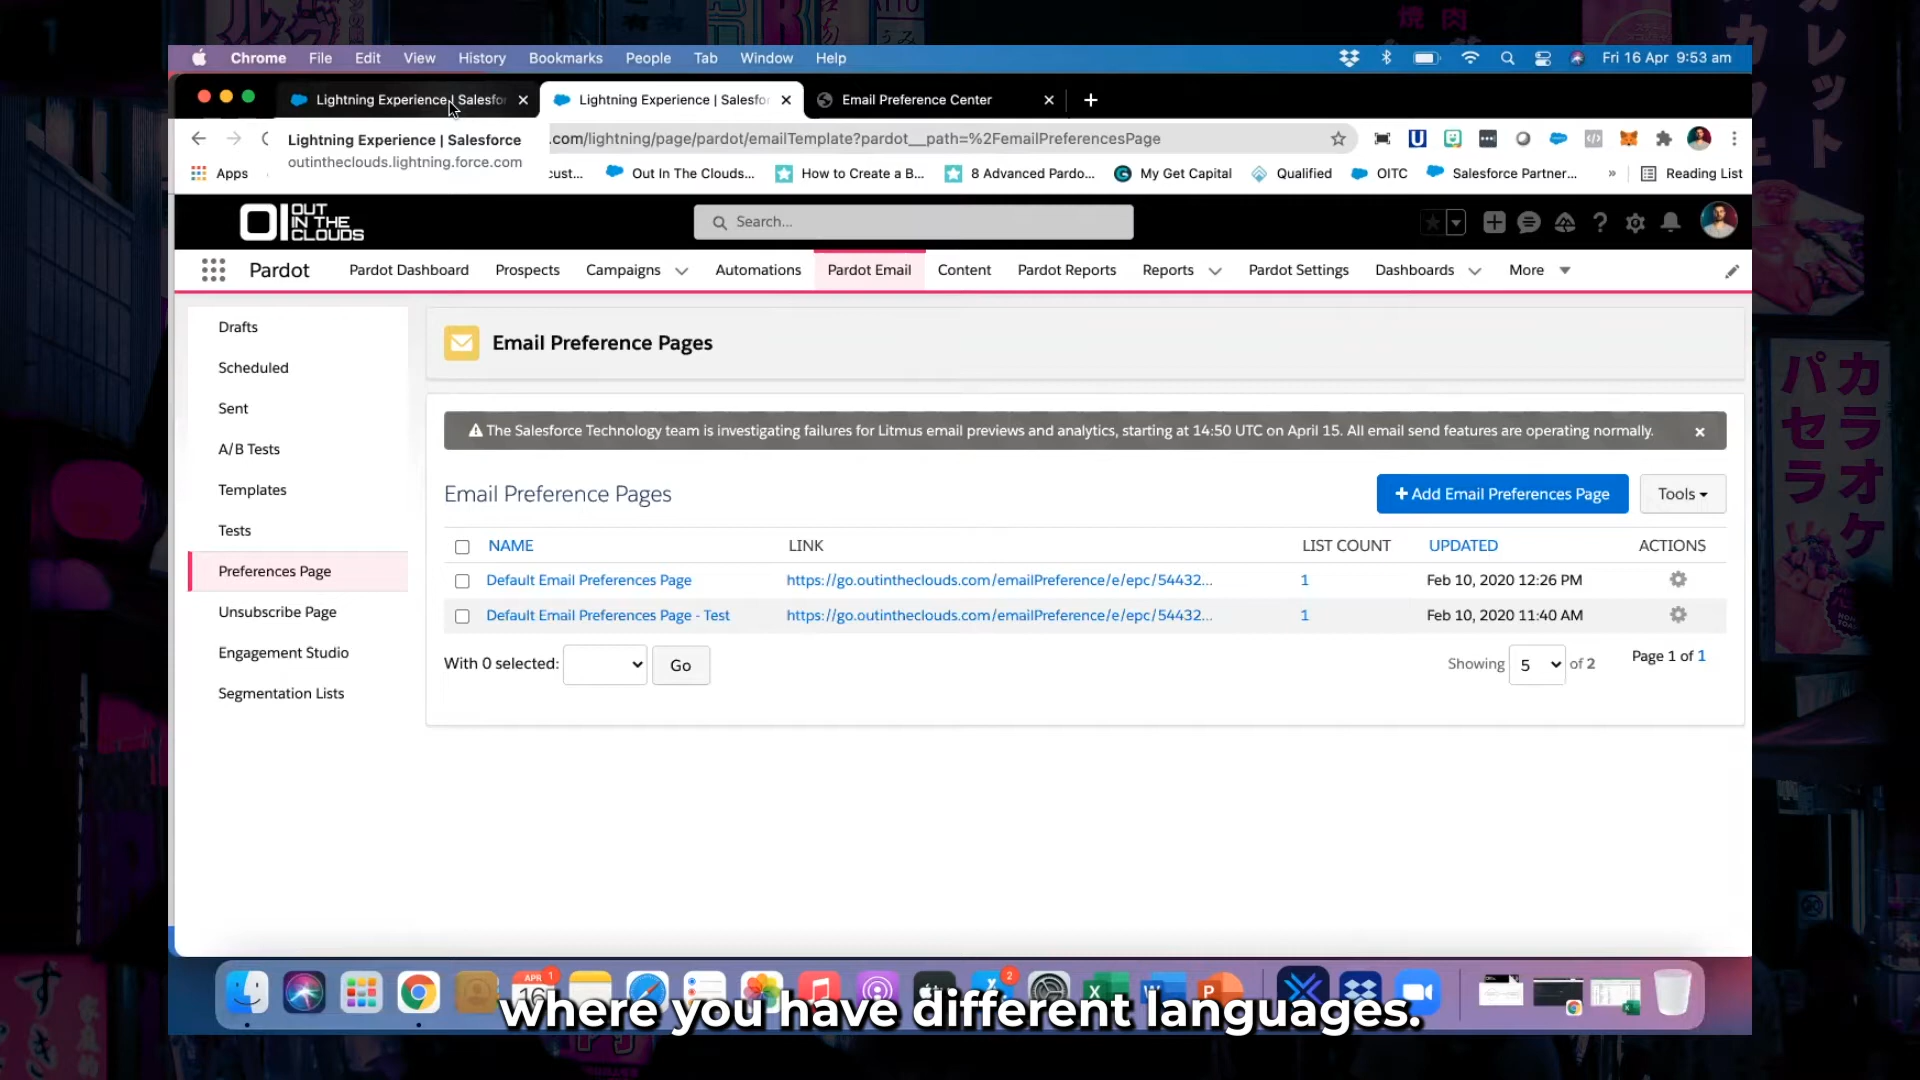 Chrome File Edit View History Bookmarks People Tab Window Help Fri 16 Apr 9:53 am
Lightning Experience | Salesfor Lightning Experience | Salesfor Email Preference Center
Lightning Experience | Salesforce
outintheclouds.lightning.force.com
.com/lightning/page/pardot/emailTemplate?pardot__path=%2FemailPreferencesPage
Apps cust... Out In The Clouds... How to Create a B... 8 Advanced Pardo... My Get Capital Qualified OITC Salesforce Partner... » Reading List
OUT IN THE CLOUDS
Search...
Pardot Pardot Dashboard Prospects Campaigns Automations Pardot Email Content Pardot Reports Reports Pardot Settings Dashboards More
Drafts
Scheduled
Sent
A/B Tests
Templates
Tests
Preferences Page
Unsubscribe Page
Engagement Studio
Segmentation Lists
Email Preference Pages
The Salesforce Technology team is investigating failures for Litmus email previews and analytics, starting at 14:50 UTC on April 15. All email send features are operating normally.
Email Preference Pages
+ Add Email Preferences Page Tools
NAME LINK LIST COUNT UPDATED ACTIONS
Default Email Preferences Page https://go.outintheclouds.com/emailPreference/e/epc/54432... 1 Feb 10, 2020 12:26 PM
Default Email Preferences Page - Test https://go.outintheclouds.com/emailPreference/e/epc/54432... 1 Feb 10, 2020 11:40 AM
With 0 selected: Go Showing 5 of 2 Page 1 of 1
where you have different languages.
カラオケ
パセラ